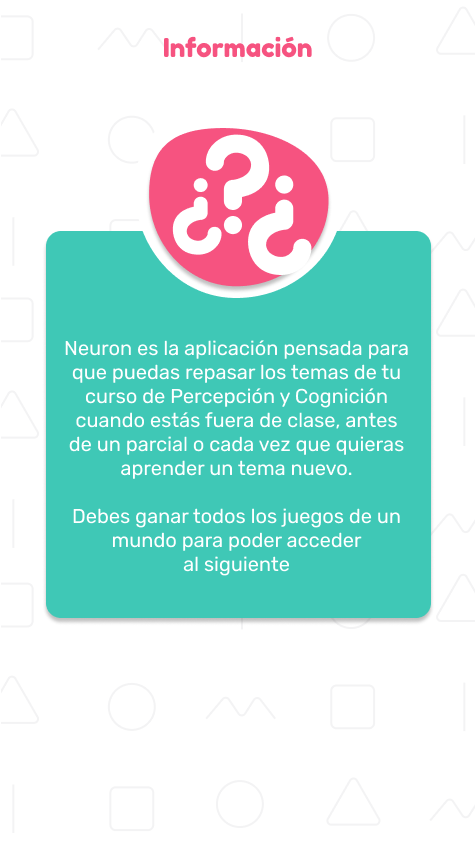 Información
¿?¿
Neuron es la aplicación pensada para
que puedas repasar los temas de tu
curso de Percepción y Cognición
cuando estás fuera de clase, antes
de un parcial o cada vez que quieras
aprender un tema nuevo.
Debes ganar todos los juegos de un
mundo para poder acceder
al siguiente